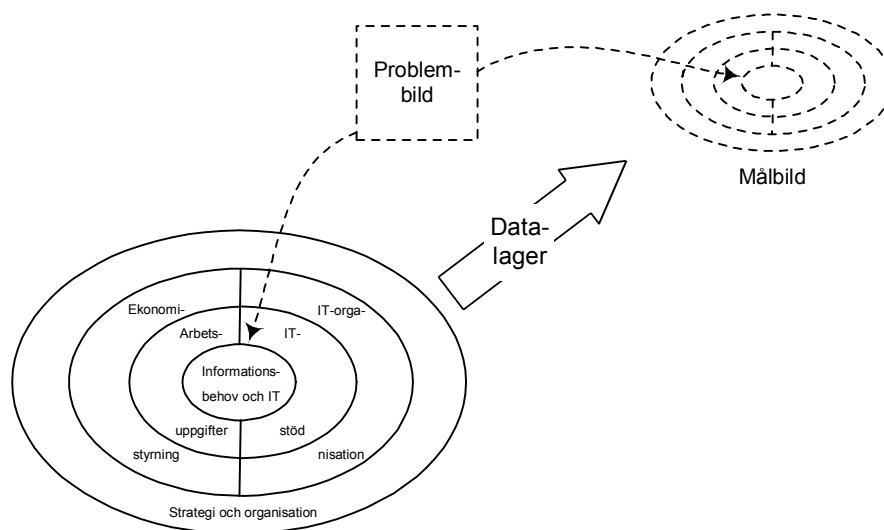 Problem-
bild
Målbild
Data-
lager
Ekonomi-
IT-orga-
Arbets-
IT-
Informations-
behov och IT
uppgifter
stöd
styrning
nisation
Strategi och organisation